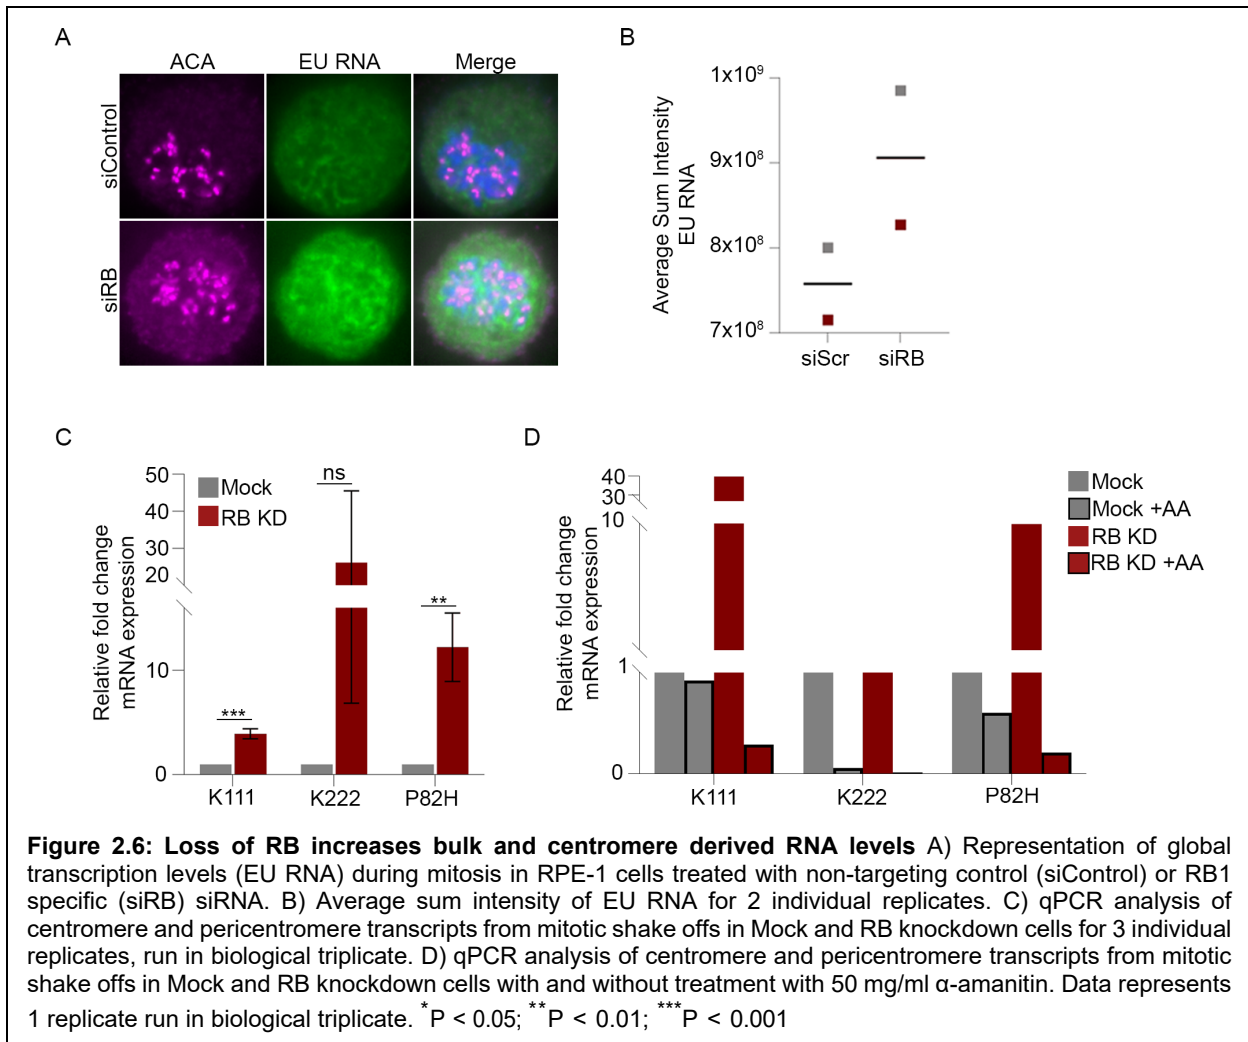 A
ACA EU RNA Merge
siControl
siRB
B
Average Sum Intensity
EU RNA
1x10⁹
9x10⁸
8x10⁸
7x10⁸
siScr siRB
C
Relative fold change
mRNA expression
50
40
30
20
10
0
Mock
RB KD
***
ns
**
K111 K222 P82H
D
Relative fold change
mRNA expression
40
30
10
1
0
Mock
Mock +AA
RB KD
RB KD +AA
K111 K222 P82H
Figure 2.6: Loss of RB increases bulk and centromere derived RNA levels A) Representation of global
transcription levels (EU RNA) during mitosis in RPE-1 cells treated with non-targeting control (siControl) or RB1
specific (siRB) siRNA. B) Average sum intensity of EU RNA for 2 individual replicates. C) qPCR analysis of
centromere and pericentromere transcripts from mitotic shake offs in Mock and RB knockdown cells for 3 individual
replicates, run in biological triplicate. D) qPCR analysis of centromere and pericentromere transcripts from mitotic
shake offs in Mock and RB knockdown cells with and without treatment with 50 mg/ml α-amanitin. Data represents
1 replicate run in biological triplicate. *P < 0.05; **P < 0.01; ***P < 0.001